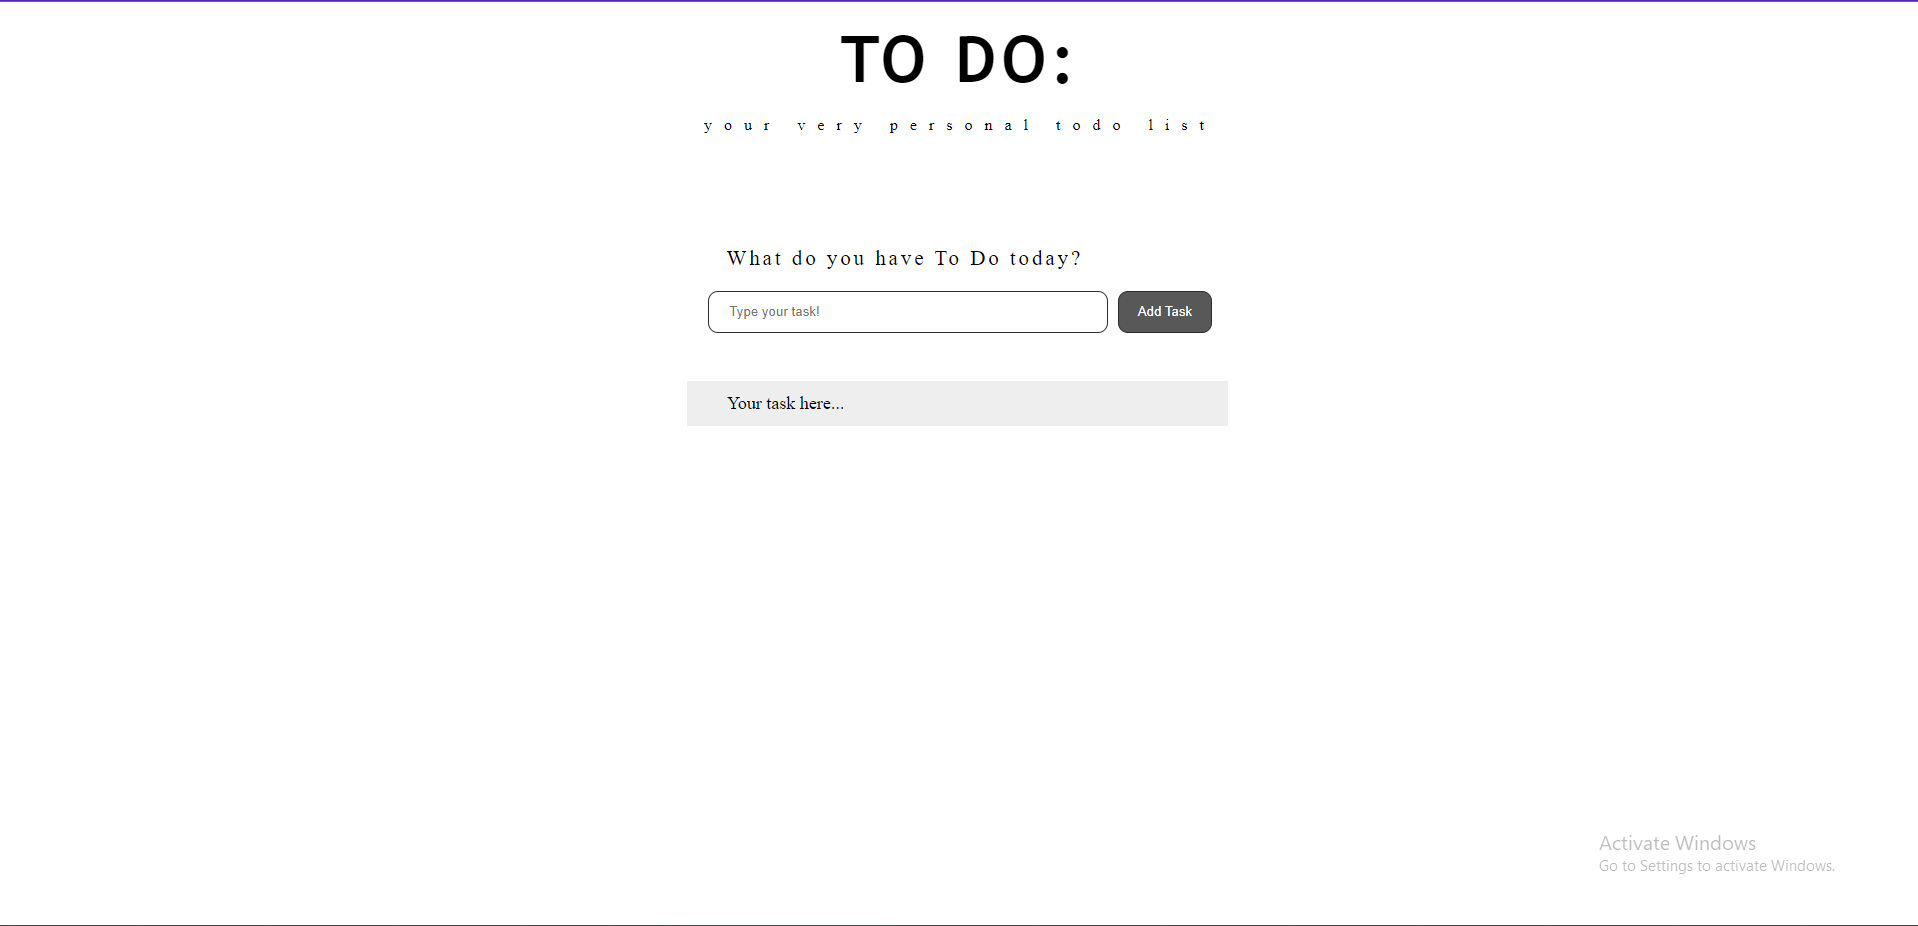 TO DO:
your very personal todo list
What do you have To Do today?
Type your task!
Add Task
Your task here...
Activate Windows
Go to Settings to activate Windows.